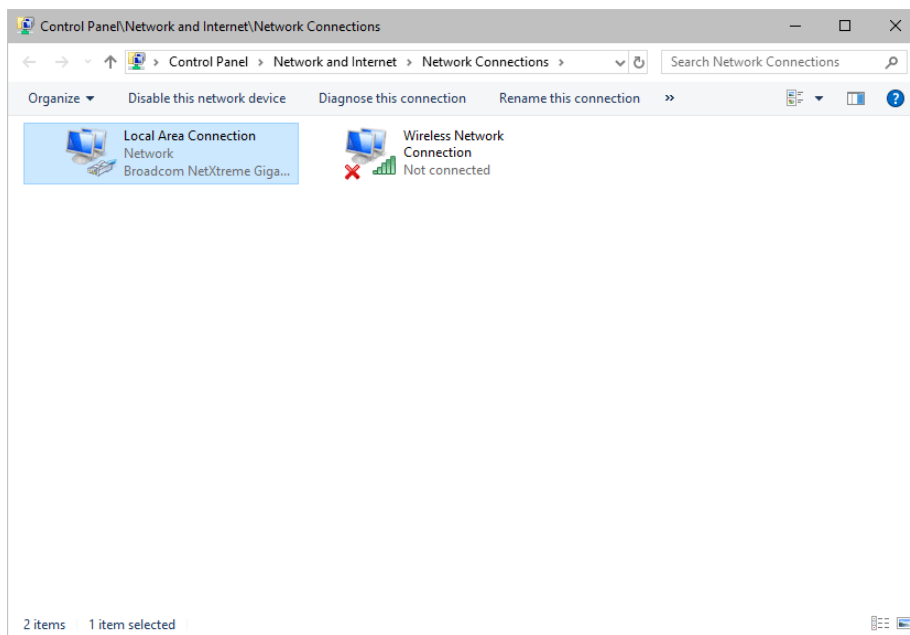 Control Panel\Network and Internet\Network Connections
Control Panel > Network and Internet > Network Connections >
Search Network Connections
Organize Disable this network device Diagnose this connection Rename this connection » ?
Local Area Connection
Network
Broadcom NetXtreme Giga...
Wireless Network
Connection
Not connected
2 items 1 item selected